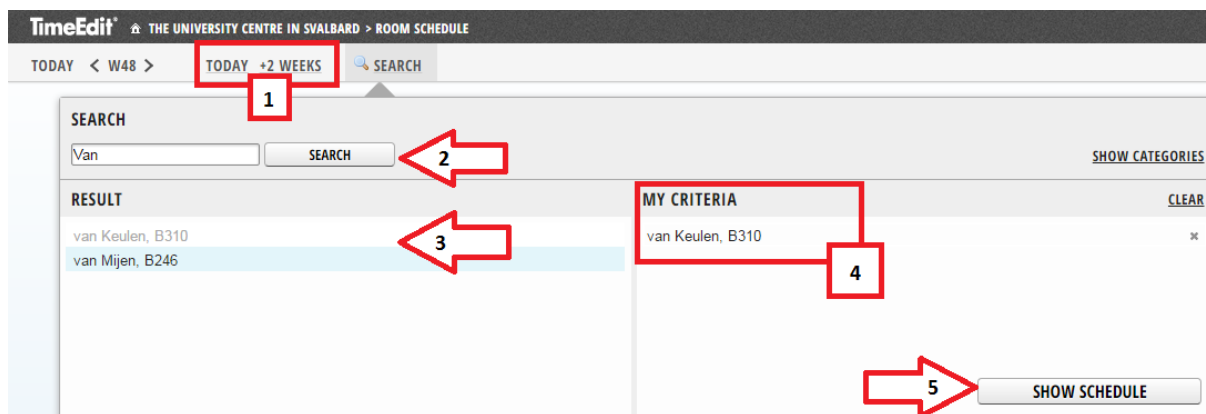 TimeEdit THE UNIVERSITY CENTRE IN SVALBARD > ROOM SCHEDULE
TODAY < W48 > TODAY +2 WEEKS SEARCH
1
SEARCH
Van SEARCH 2 SHOW CATEGORIES
RESULT MY CRITERIA CLEAR
van Keulen, B310 3 van Keulen, B310 ×
van Mijen, B246
4
5 SHOW SCHEDULE